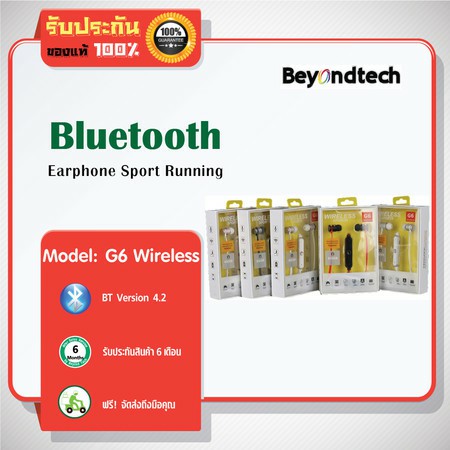 รับประกัน
ของแท้ 100%
100%
GUARANTEE
Beyondtech
Bluetooth
Earphone Sport Running
Model: G6 Wireless
BT Version 4.2
6
Months
รับประกันสินค้า 6 เดือน
ฟรี! จัดส่งถึงมือคุณ
WIRELESS
G6